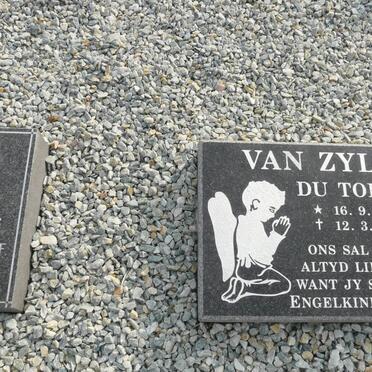 VAN ZYL
DU TO
★ 16.9.
✝ 12.3.
ONS SAL
ALTYD LI
WANT JY S
ENGELKIN